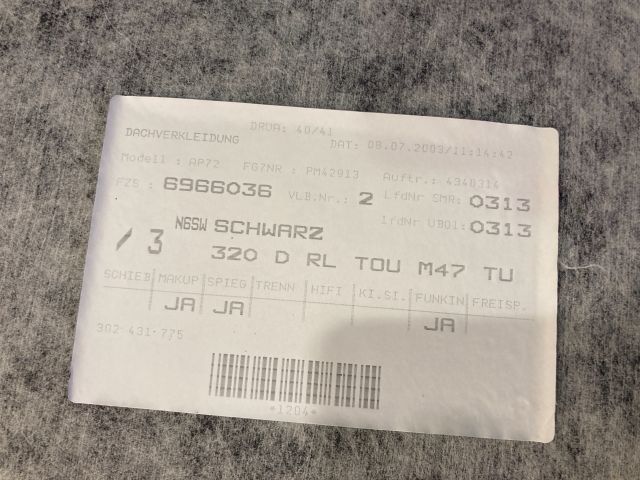 DRUA: 40/41
DACHVERKLEIDUNG DAT: 08.07.2003/11:14:42
Modell : AP72 FG7NR : PM42913 Auftr.: 4340314
FZS : 6966036 VLB.Nr.: 2 LfdNr SMR: 0313
LfdNr UB01: 0313
/ 3 N6SW SCHWARZ
320 D RL TOU M47 TU
SCHIEB MAKUP SPIEG TRENN HIFI K.I.SI. FUNKIN FREISP.
JA JA JA
302-431-775
*1204*